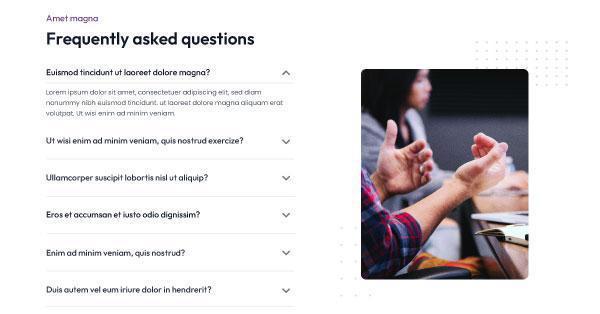 Amet magna
Frequently asked questions
Euismod tincidunt ut laoreet dolore magna?
Lorem ipsum dolor sit amet, consectetuer adipiscing elit, sed diam
nonummy nibh euismod tincidunt. ut laoreet dolore magna aliquam erat
volutpat. Ut wisi enim ad minim veniam.
Ut wisi enim ad minim veniam, quis nostrud exercize?
Ullamcorper suscipit lobortis nisl ut aliquip?
Eros et accumsan et iusto odio dignissim?
Enim ad minim veniam, quis nostrud?
Duis autem vel eum iriure dolor in hendrerit?